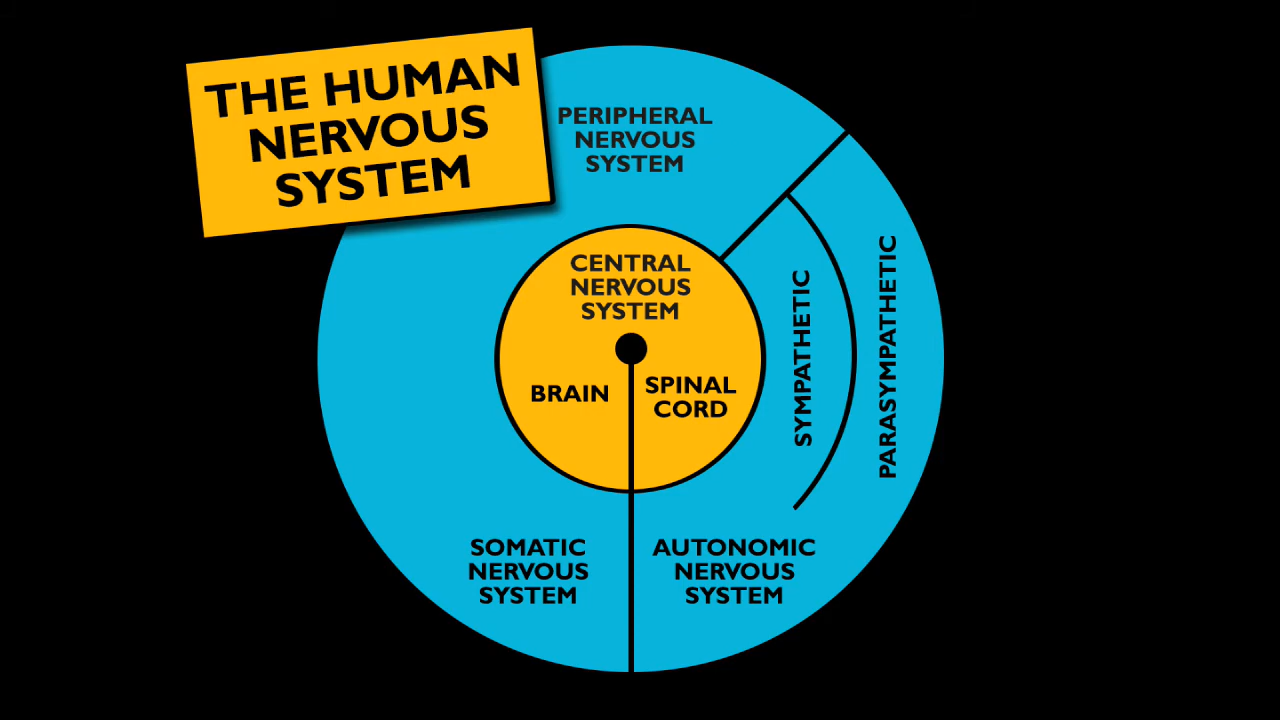 THE HUMAN
NERVOUS
SYSTEM
PERIPHERAL
NERVOUS
SYSTEM
CENTRAL
NERVOUS
SYSTEM
BRAIN
SPINAL
CORD
SYMPATHETIC
PARASYMPATHETIC
SOMATIC
NERVOUS
SYSTEM
AUTONOMIC
NERVOUS
SYSTEM